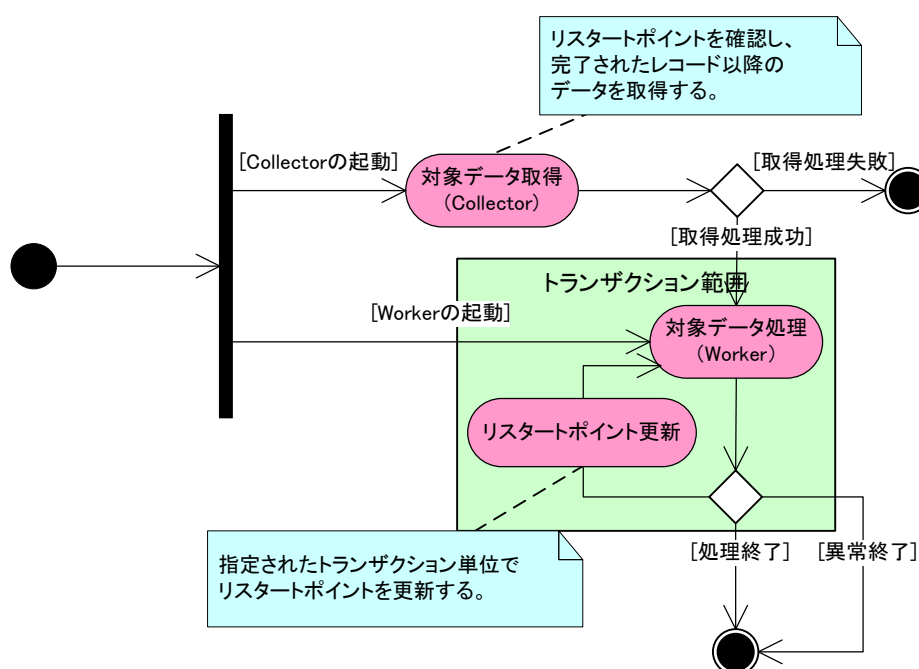 リスタートポイントを確認し、
完了されたレコード以降の
データを取得する。
[Collectorの起動]
[取得処理失敗]
対象データ取得
(Collector)
[取得処理成功]
トランザクション範囲
[Workerの起動]
対象データ処理
(Worker)
リスタートポイント更新
[処理終了]
[異常終了]
指定されたトランザクション単位で
リスタートポイントを更新する。